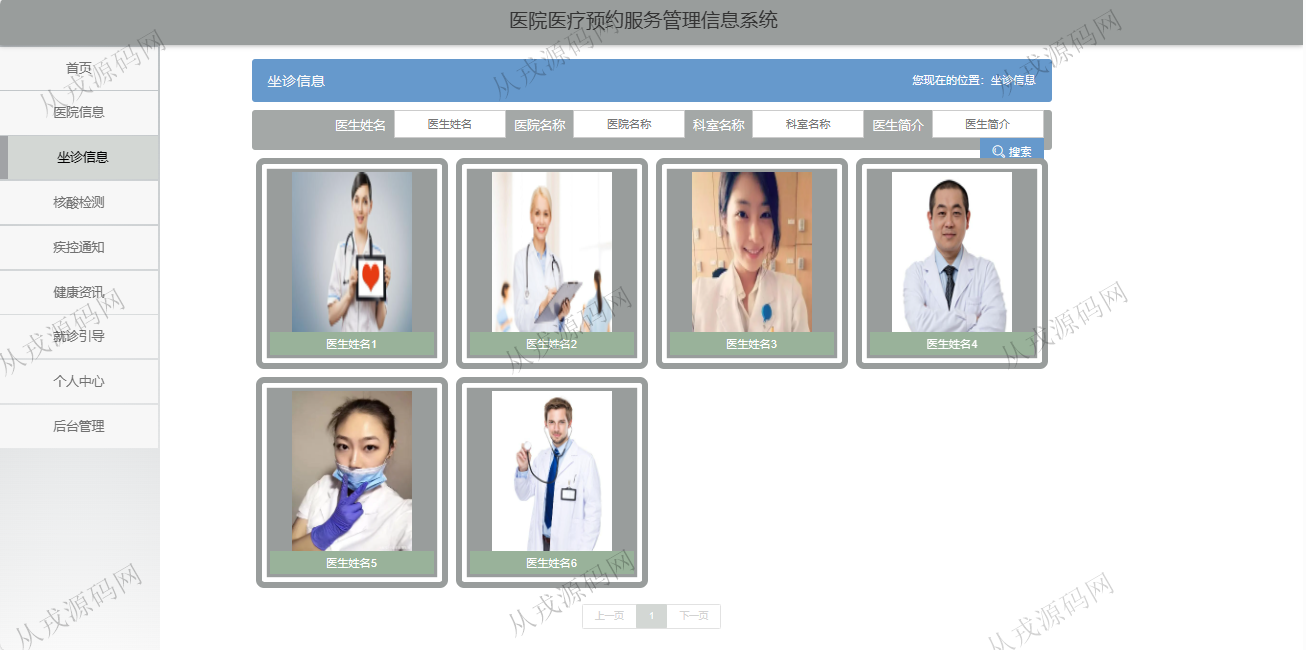 医院医疗预约服务管理信息系统
首页
医院信息
坐诊信息
核酸检测
疾控通知
健康资讯
就诊引导
个人中心
后台管理
坐诊信息
您现在的位置：坐诊信息
医生姓名 医生姓名 医院名称 医院名称 科室名称 科室名称 医生简介 医生简介
搜索
医生姓名1
医生姓名2
医生姓名3
医生姓名4
医生姓名5
医生姓名6
上一页 1 下一页
从戎源码网
从戎源码网
从戎源码网
从戎源码网
从戎源码网
从戎源码网
从戎源码网
从戎源码网
从戎源码网